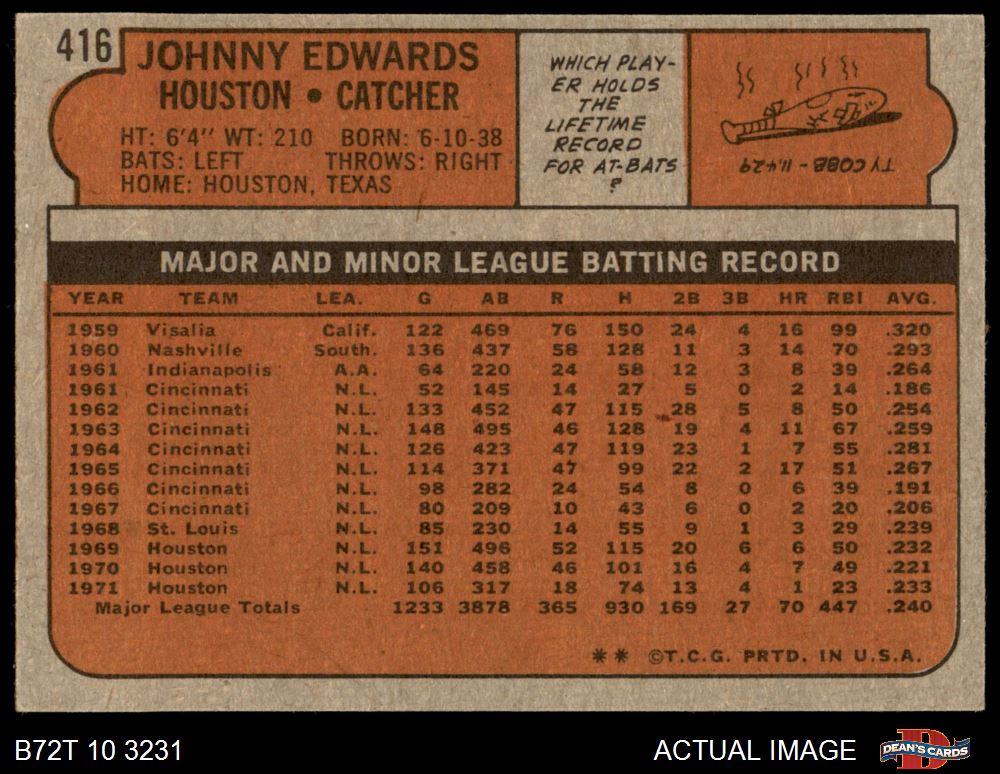 416
JOHNNY EDWARDS
HOUSTON • CATCHER
HT: 6'4" WT: 210 BORN: 6-10-38
BATS: LEFT THROWS: RIGHT
HOME: HOUSTON, TEXAS
WHICH PLAY-
ER HOLDS
THE
LIFETIME
RECORD
FOR AT-BATS
?
TY COBB - 11,429
MAJOR AND MINOR LEAGUE BATTING RECORD
YEAR TEAM LEA. G AB R H 2B 3B HR RBI AVG.
1959 Visalia Calif. 122 469 76 150 24 4 16 99 .320
1960 Nashville South. 136 437 58 128 11 3 14 70 .293
1961 Indianapolis A.A. 64 220 24 58 12 3 8 39 .264
1961 Cincinnati N.L. 52 145 14 27 5 0 2 14 .186
1962 Cincinnati N.L. 133 452 47 115 28 5 8 50 .254
1963 Cincinnati N.L. 148 495 46 128 19 4 11 67 .259
1964 Cincinnati N.L. 126 423 47 119 23 1 7 55 .281
1965 Cincinnati N.L. 114 371 47 99 22 2 17 51 .267
1966 Cincinnati N.L. 98 282 24 54 8 0 6 39 .191
1967 Cincinnati N.L. 80 209 10 43 6 0 2 20 .206
1968 St. Louis N.L. 85 230 14 55 9 1 3 29 .239
1969 Houston N.L. 151 496 52 115 20 6 6 50 .232
1970 Houston N.L. 140 458 46 101 16 4 7 49 .221
1971 Houston N.L. 106 317 18 74 13 4 1 23 .233
Major League Totals 1233 3878 365 930 169 27 70 447 .240
** ©T.C.G. PRTD. IN U.S.A.
B72T 10 3231 ACTUAL IMAGE
DEAN'S CARDS